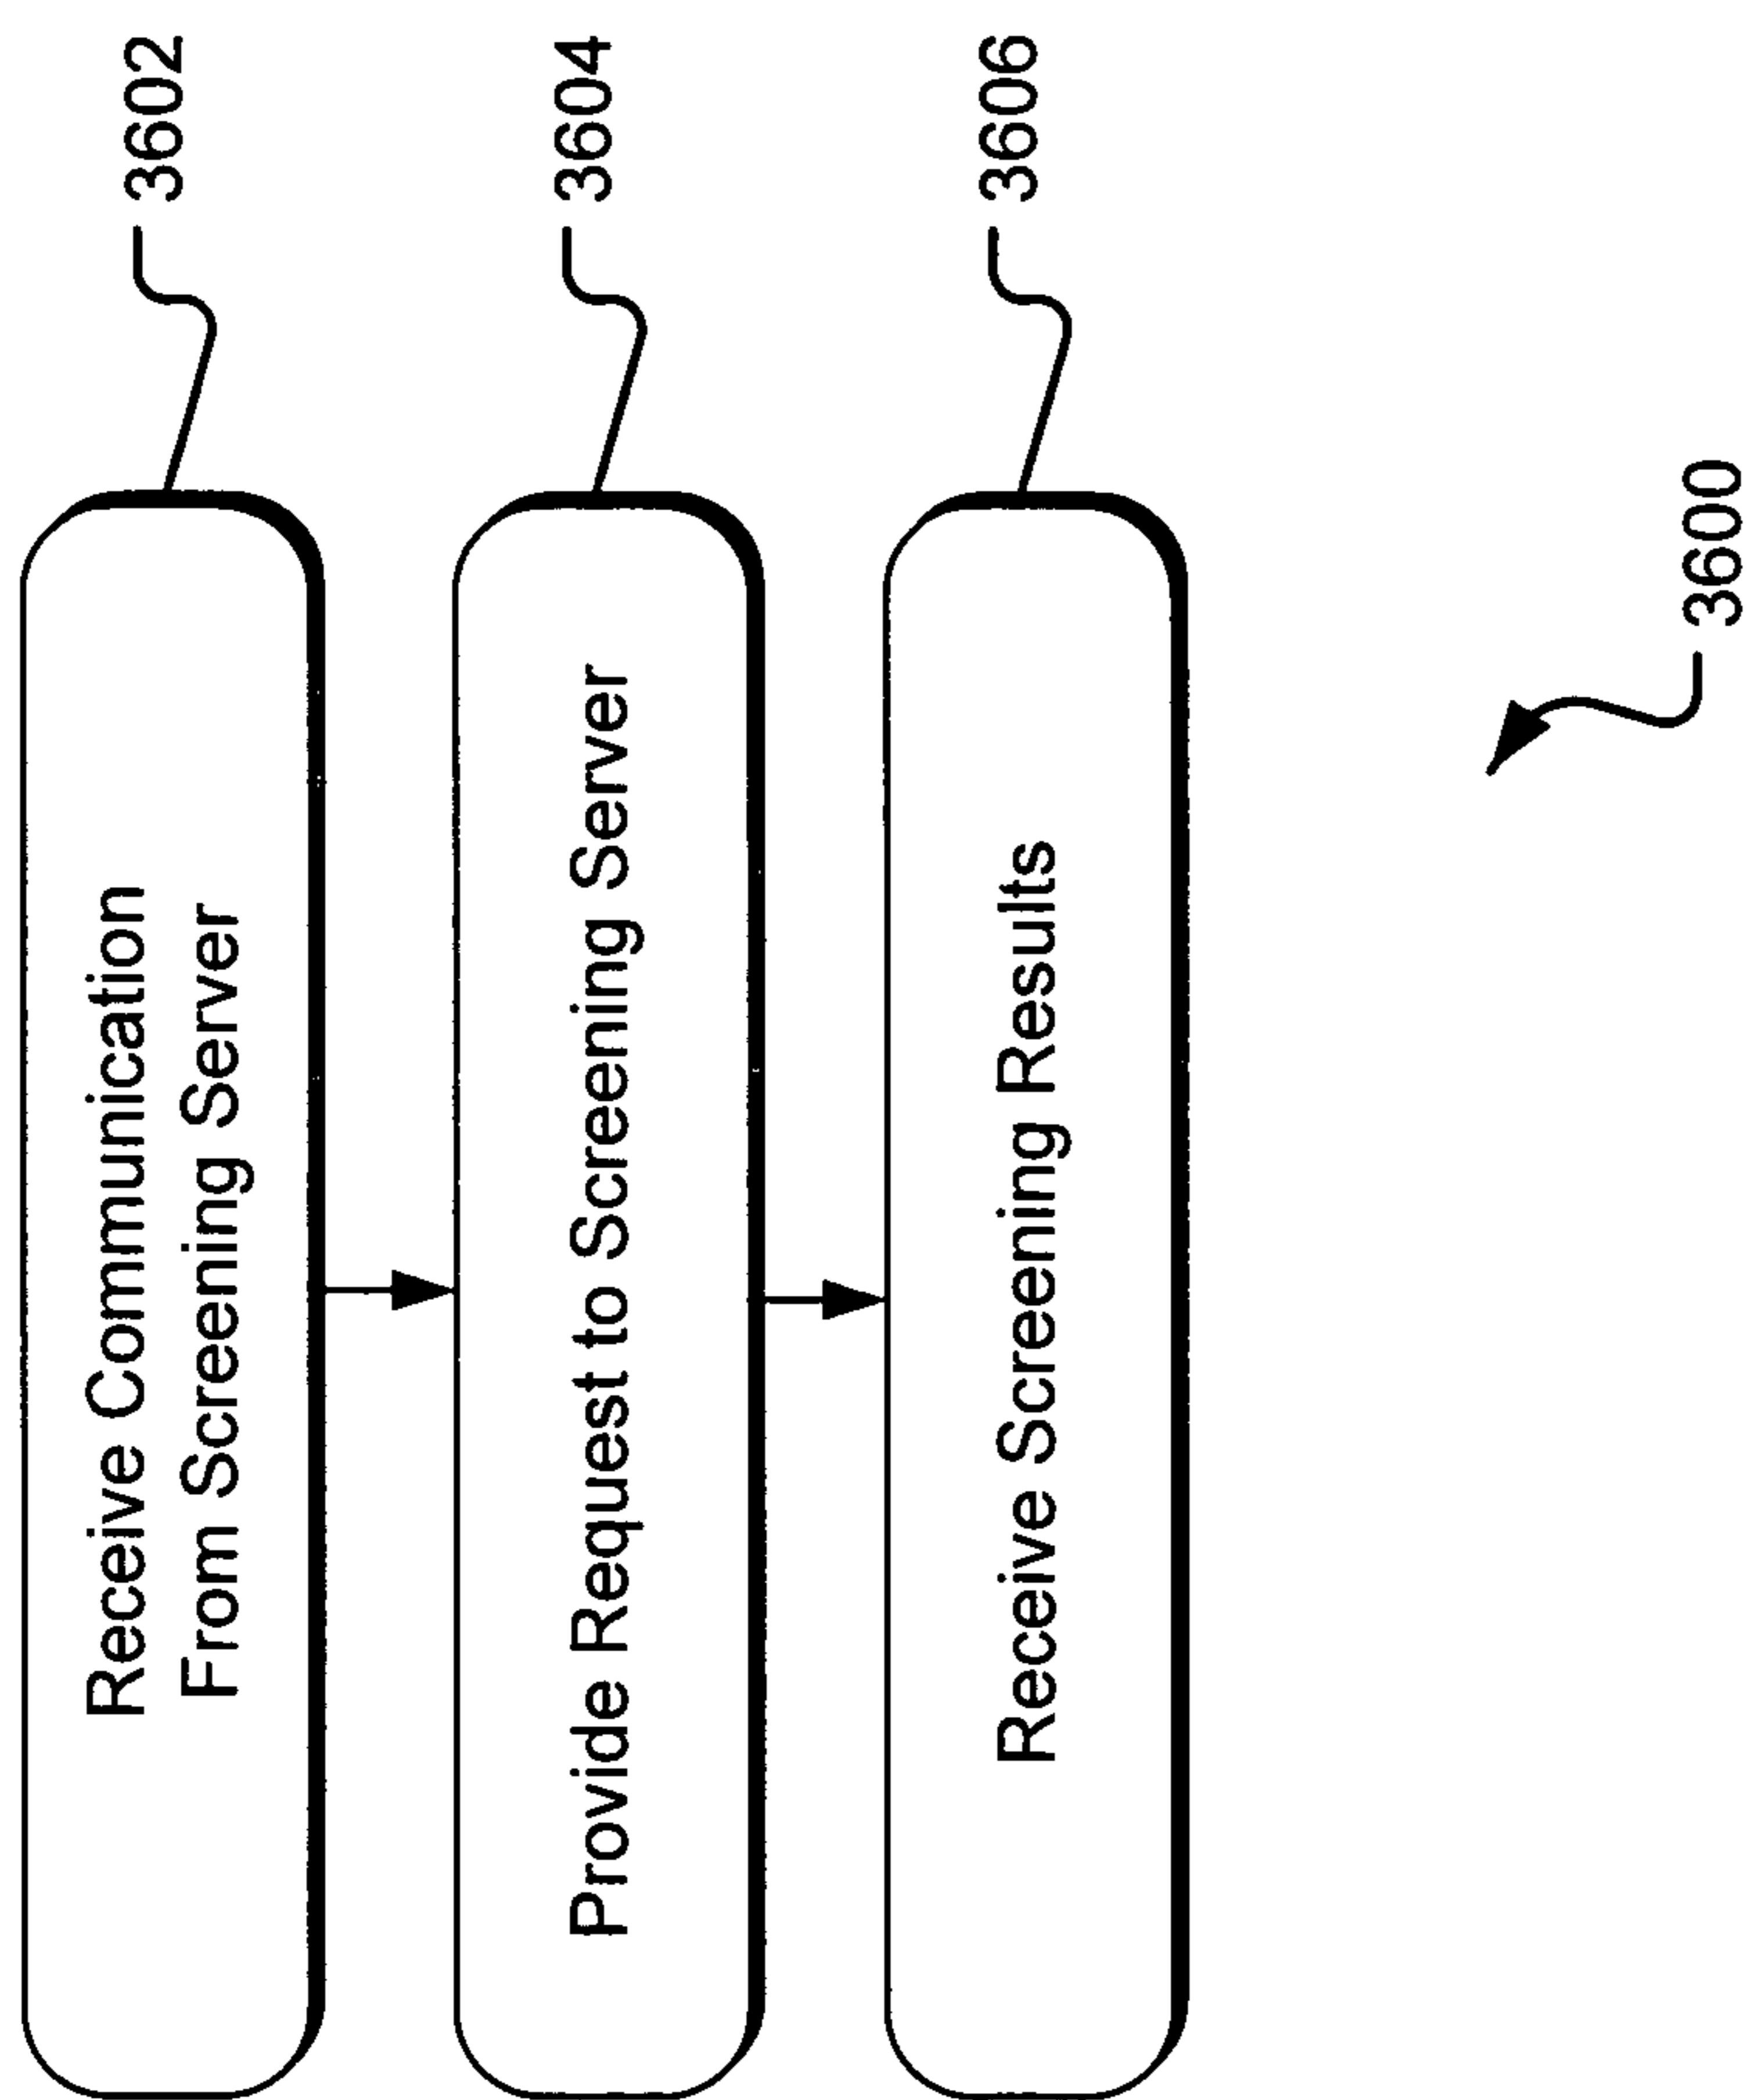 Receive Communication
From Screening Server
3602
Provide Request to Screening Server
3604
Receive Screening Results
3606
3600